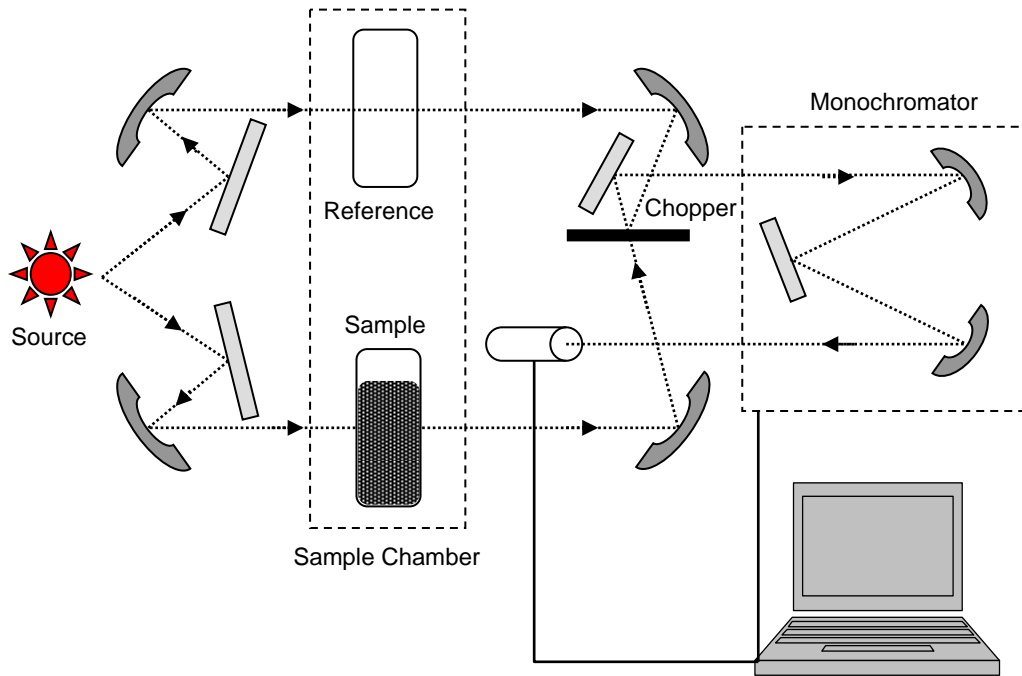 Monochromator
Reference
Chopper
Source
Sample
Sample Chamber